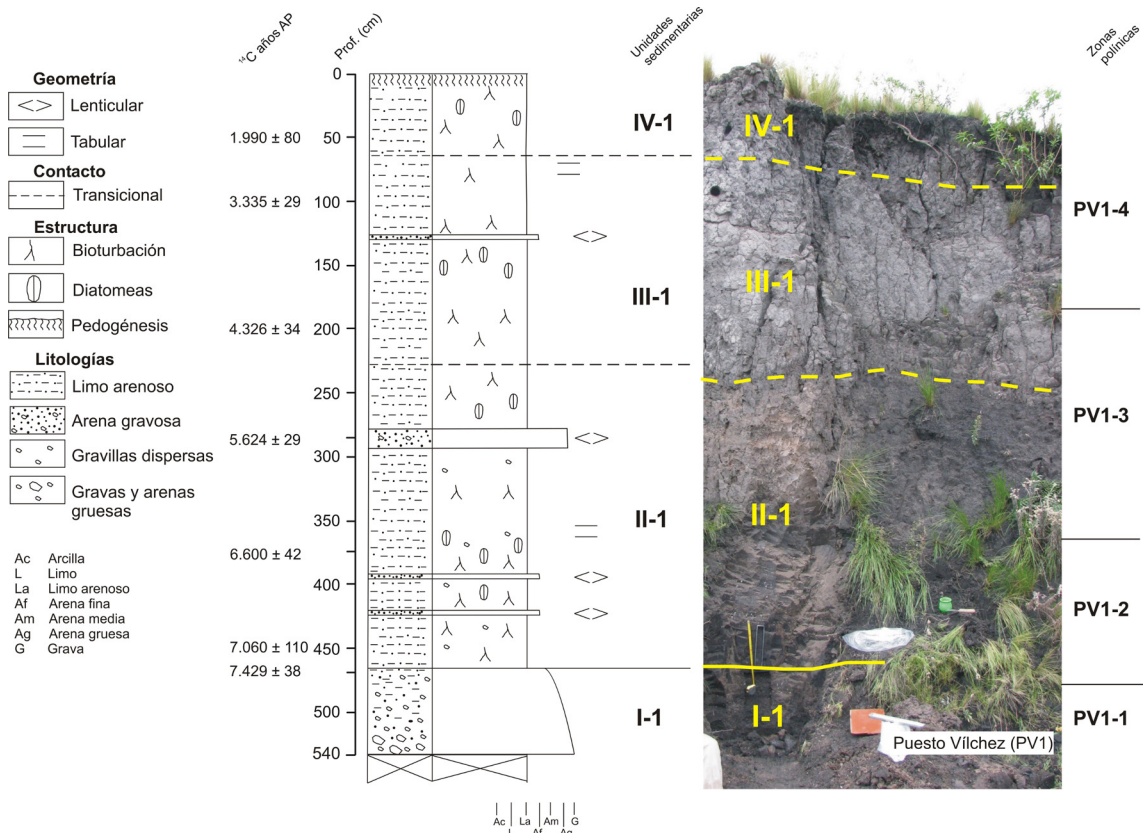 Geometría
Lenticular
Tabular
Contacto
Transicional
Estructura
Bioturbación
Diatomeas
Pedogénesis
Litologías
Limo arenoso
Arena gravosa
Gravillas dispersas
Gravas y arenas
gruesas
Ac Arcilla
L Limo
La Limo arenoso
Af Arena fina
Am Arena media
Ag Arena gruesa
G Grava
¹⁴C años AP
1.990 ± 80
3.335 ± 29
4.326 ± 34
5.624 ± 29
6.600 ± 42
7.060 ± 110
7.429 ± 38
Prof. (cm)
0
50
100
150
200
250
300
350
400
450
500
540
Ac La Am G
L Af Ag
Unidades
sedimentarias
IV-1
III-1
II-1
I-1
IV-1
III-1
II-1
I-1
Puesto Vílchez (PV1)
Zonas
polínicas
PV1-4
PV1-3
PV1-2
PV1-1